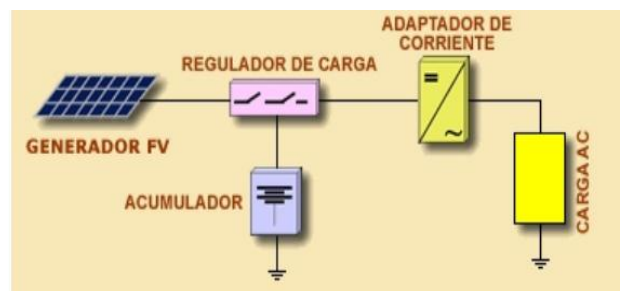 ADAPTADOR DE
CORRIENTE
REGULADOR DE CARGA
GENERADOR FV
ACUMULADOR
CARGA AC